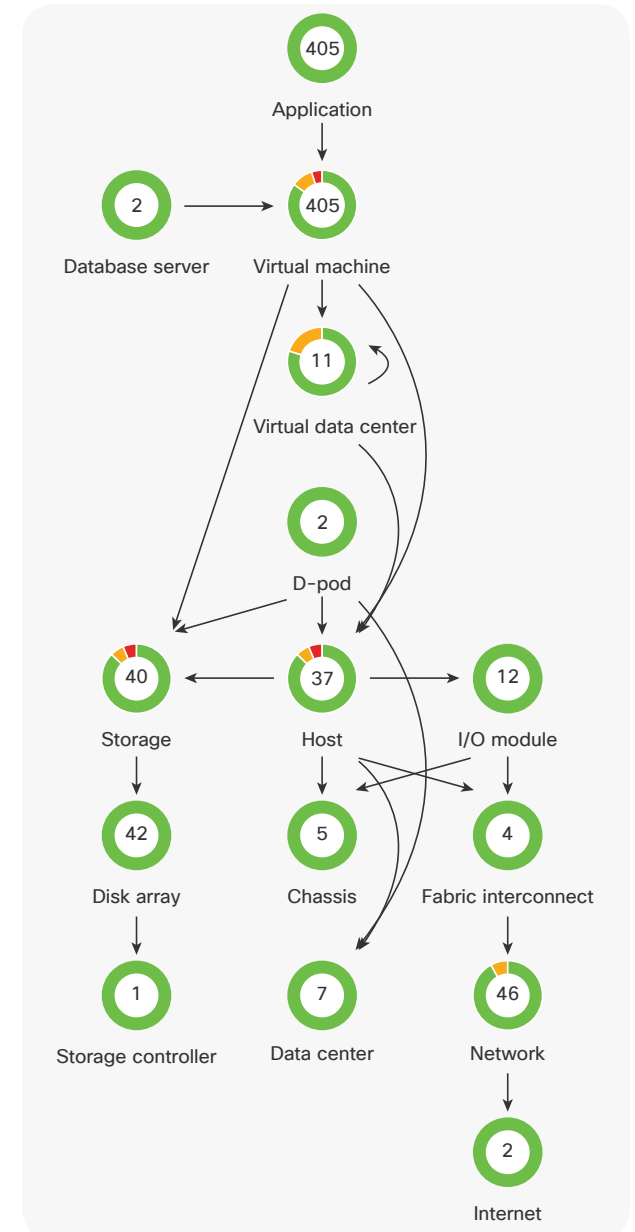 405
Application
2
405
Database server
Virtual machine
11
Virtual data center
2
D-pod
40
37
12
Storage
Host
I/O module
42
5
4
Disk array
Chassis
Fabric interconnect
1
7
46
Storage controller
Data center
Network
2
Internet